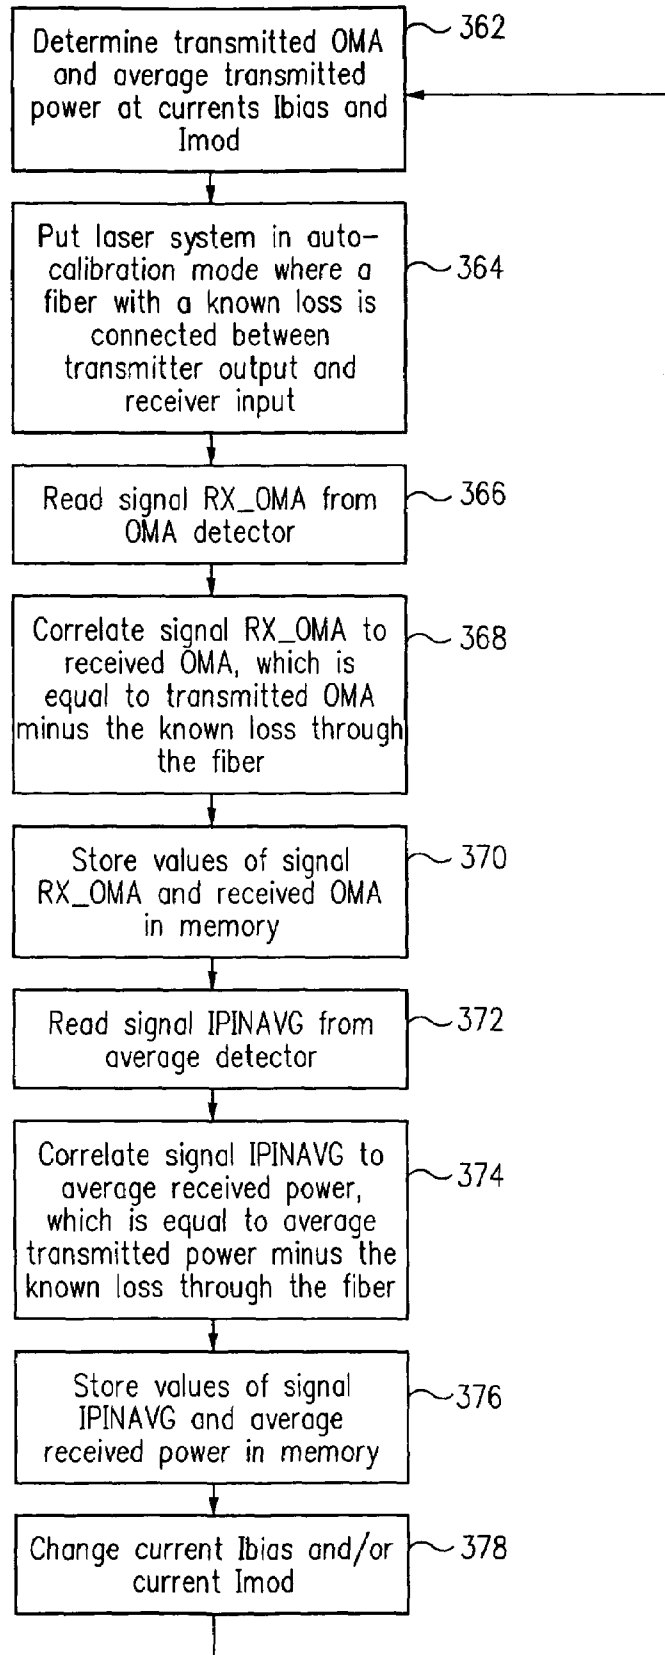 Determine transmitted OMA
and average transmitted
power at currents Ibias and
Imod
362
Put laser system in auto-
calibration mode where a
fiber with a known loss is
connected between
transmitter output and
receiver input
364
Read signal RX_OMA from
OMA detector
366
Correlate signal RX_OMA to
received OMA, which is
equal to transmitted OMA
minus the known loss through
the fiber
368
Store values of signal
RX_OMA and received OMA
in memory
370
Read signal IPINAVG from
average detector
372
Correlate signal IPINAVG to
average received power,
which is equal to average
transmitted power minus the
known loss through the fiber
374
Store values of signal
IPINAVG and average
received power in memory
376
Change current Ibias and/or
current Imod
378